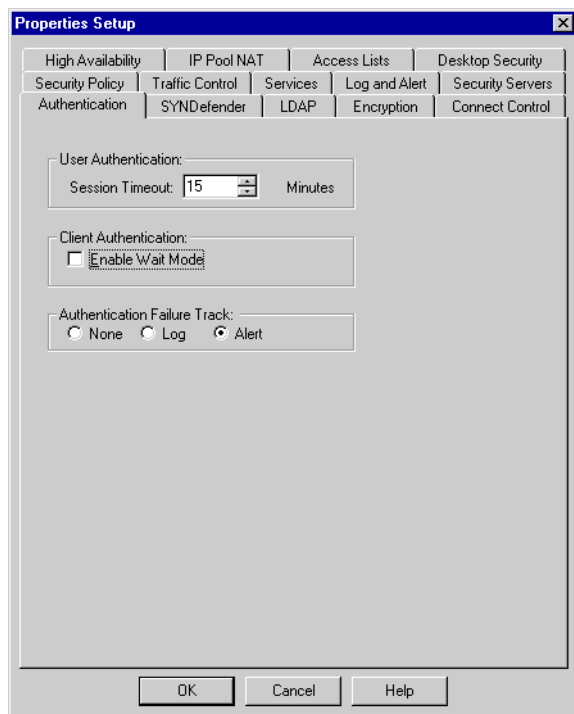 Properties Setup
High Availability IP Pool NAT Access Lists Desktop Security
Security Policy Traffic Control Services Log and Alert Security Servers
Authentication SYNDefender LDAP Encryption Connect Control
User Authentication:
Session Timeout: 15 Minutes
Client Authentication:
Enable Wait Mode
Authentication Failure Track:
None Log Alert
OK Cancel Help